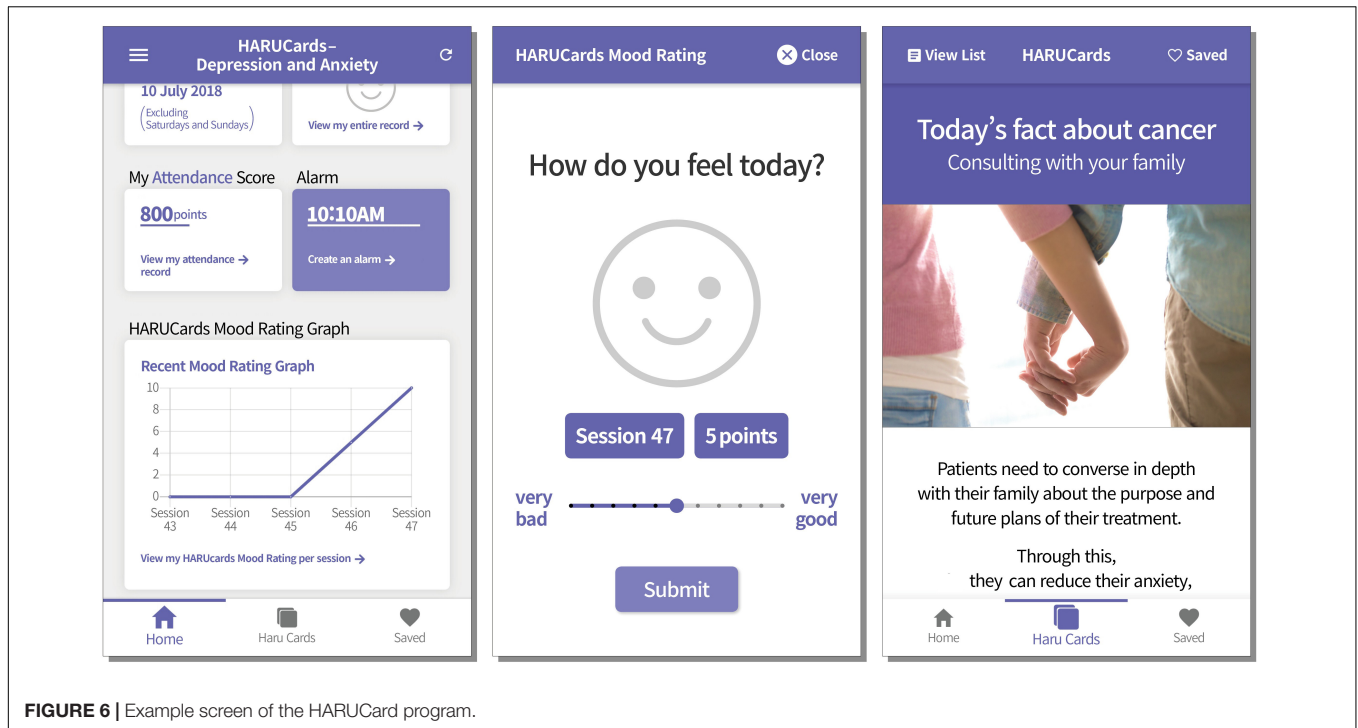 HARUCards–
Depression and Anxiety
10 July 2018
(Excluding
Saturdays and Sundays)
View my entire record →
My Attendance Score
Alarm
800 points
10:10AM
View my attendance →
record
Create an alarm →
HARUCards Mood Rating Graph
Recent Mood Rating Graph
10
8
6
4
2
0
Session
43
Session
44
Session
45
Session
46
Session
47
View my HARUcards Mood Rating per session →
Home
Haru Cards
Saved
HARUCards Mood Rating
Close
How do you feel today?
Session 47
5 points
very
bad
very
good
Submit
View List
HARUCards
Saved
Today's fact about cancer
Consulting with your family
Patients need to converse in depth
with their family about the purpose and
future plans of their treatment.
Through this,
they can reduce their anxiety,
Home
Haru Cards
Saved
FIGURE 6 | Example screen of the HARUCard program.